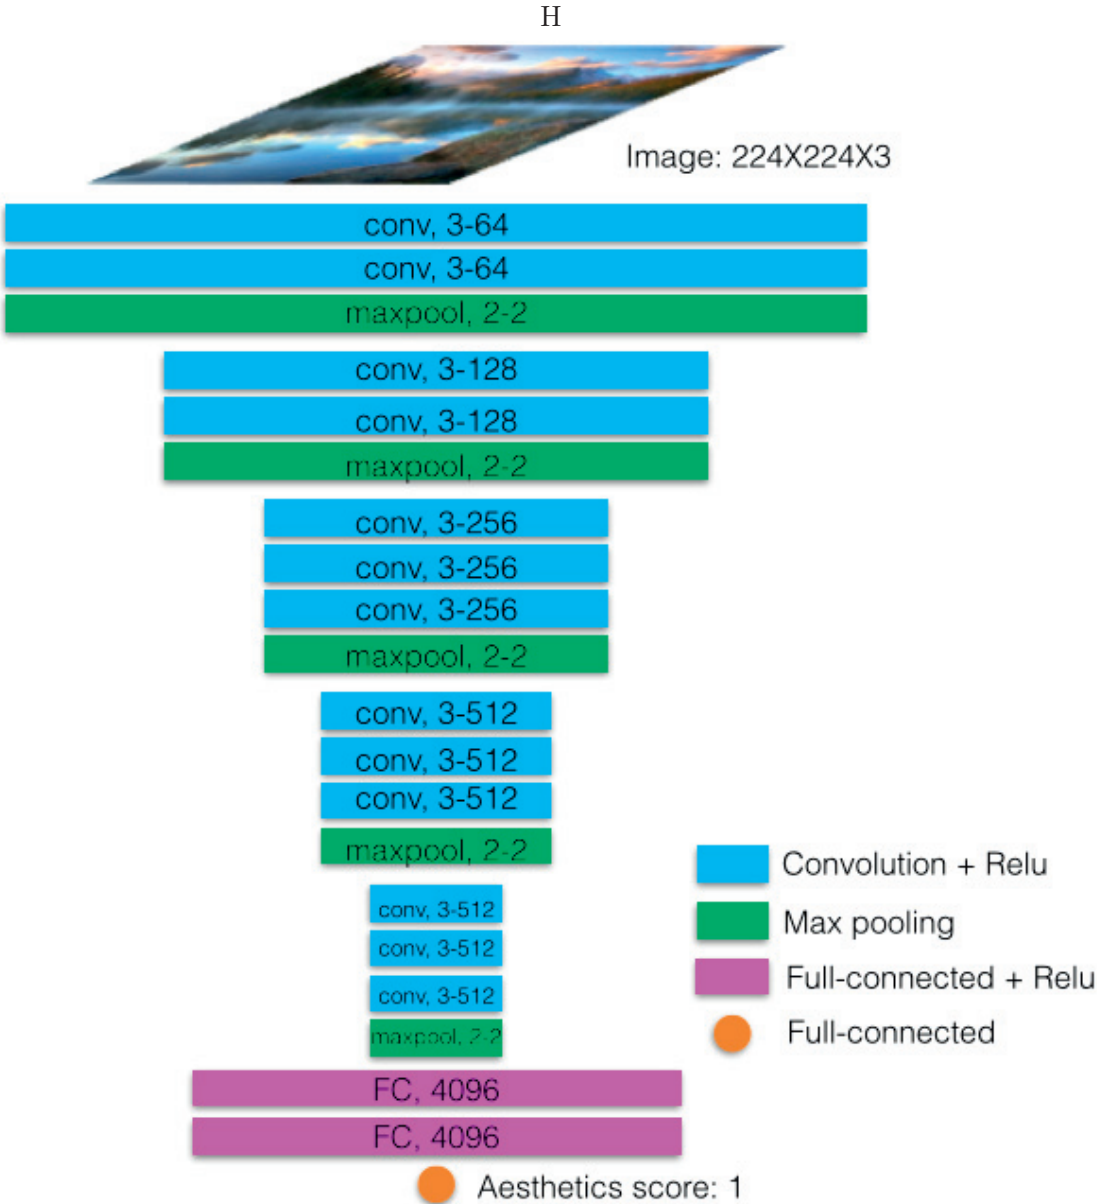 H
Image: 224X224X3
conv, 3-64
conv, 3-64
maxpool, 2-2
conv, 3-128
conv, 3-128
maxpool, 2-2
conv, 3-256
conv, 3-256
conv, 3-256
maxpool, 2-2
conv, 3-512
conv, 3-512
conv, 3-512
maxpool, 2-2
conv, 3-512
conv, 3-512
conv, 3-512
maxpool, 2-2
FC, 4096
FC, 4096
Aesthetics score: 1
Convolution + Relu
Max pooling
Full-connected + Relu
Full-connected